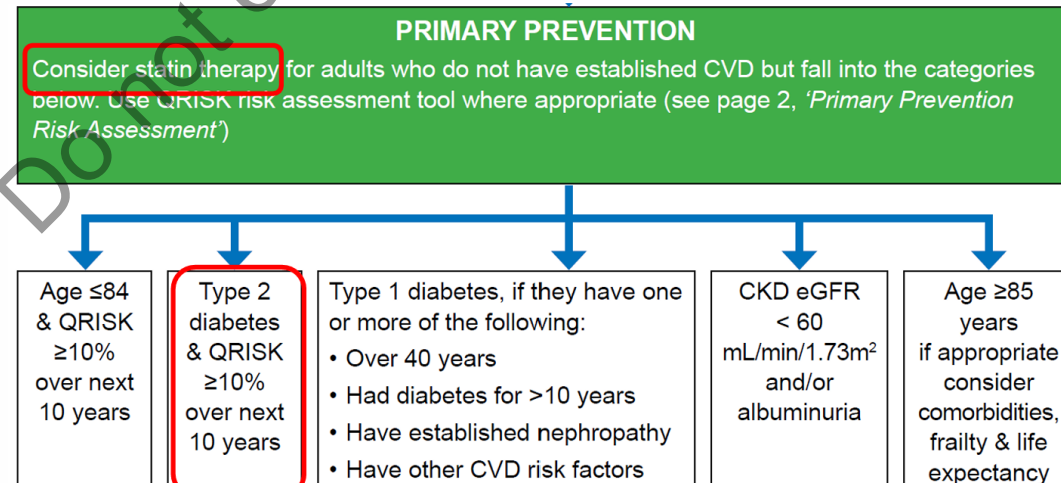 PRIMARY PREVENTION
Consider statin therapy for adults who do not have established CVD but fall into the categories
below. Use QRISK risk assessment tool where appropriate (see page 2, ‘Primary Prevention
Risk Assessment’)
Do not
Age ≤84
& QRISK
≥10%
over next
10 years
Type 2
diabetes
& QRISK
≥10%
over next
10 years
Type 1 diabetes, if they have one
or more of the following:
• Over 40 years
• Had diabetes for >10 years
• Have established nephropathy
• Have other CVD risk factors
CKD eGFR
< 60
mL/min/1.73m²
and/or
albuminuria
Age ≥85
years
if appropriate
consider
comorbidities,
frailty & life
expectancy